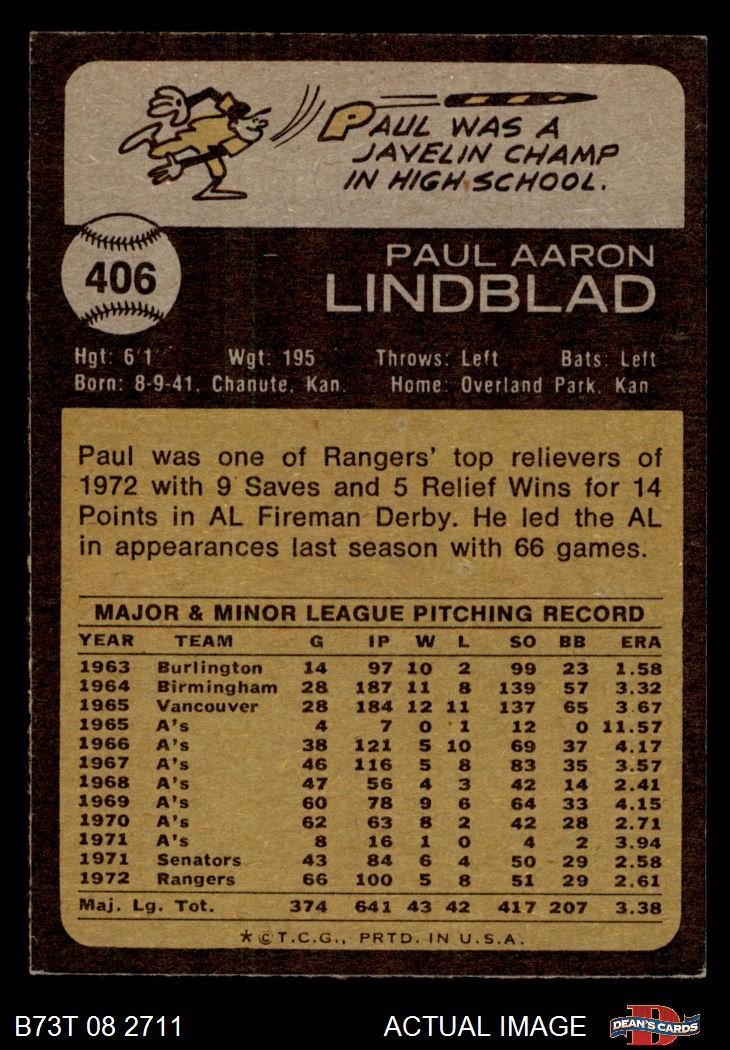 PAUL WAS A
JAVELIN CHAMP
IN HIGH SCHOOL.
406
PAUL AARON
LINDBLAD
Hgt: 6'1" Wgt: 195 Throws: Left Bats: Left
Born: 8-9-41, Chanute, Kan. Home: Overland Park, Kan
Paul was one of Rangers' top relievers of
1972 with 9 Saves and 5 Relief Wins for 14
Points in AL Fireman Derby. He led the AL
in appearances last season with 66 games.
MAJOR & MINOR LEAGUE PITCHING RECORD
YEAR TEAM G IP W L SO BB ERA
1963 Burlington 14 97 10 2 99 23 1.58
1964 Birmingham 28 187 11 8 139 57 3.32
1965 Vancouver 28 184 12 11 137 65 3.67
1965 A's 4 7 0 1 12 0 11.57
1966 A's 38 121 5 10 69 37 4.17
1967 A's 46 116 5 8 83 35 3.57
1968 A's 47 56 4 3 42 14 2.41
1969 A's 60 78 9 6 64 33 4.15
1970 A's 62 63 8 2 42 28 2.71
1971 A's 8 16 1 0 4 2 3.94
1971 Senators 43 84 6 4 50 29 2.58
1972 Rangers 66 100 5 8 51 29 2.61
Maj. Lg. Tot. 374 641 43 42 417 207 3.38
*©T.C.G., PRTD. IN U.S.A.
B73T 08 2711 ACTUAL IMAGE DEAN'S CARDS